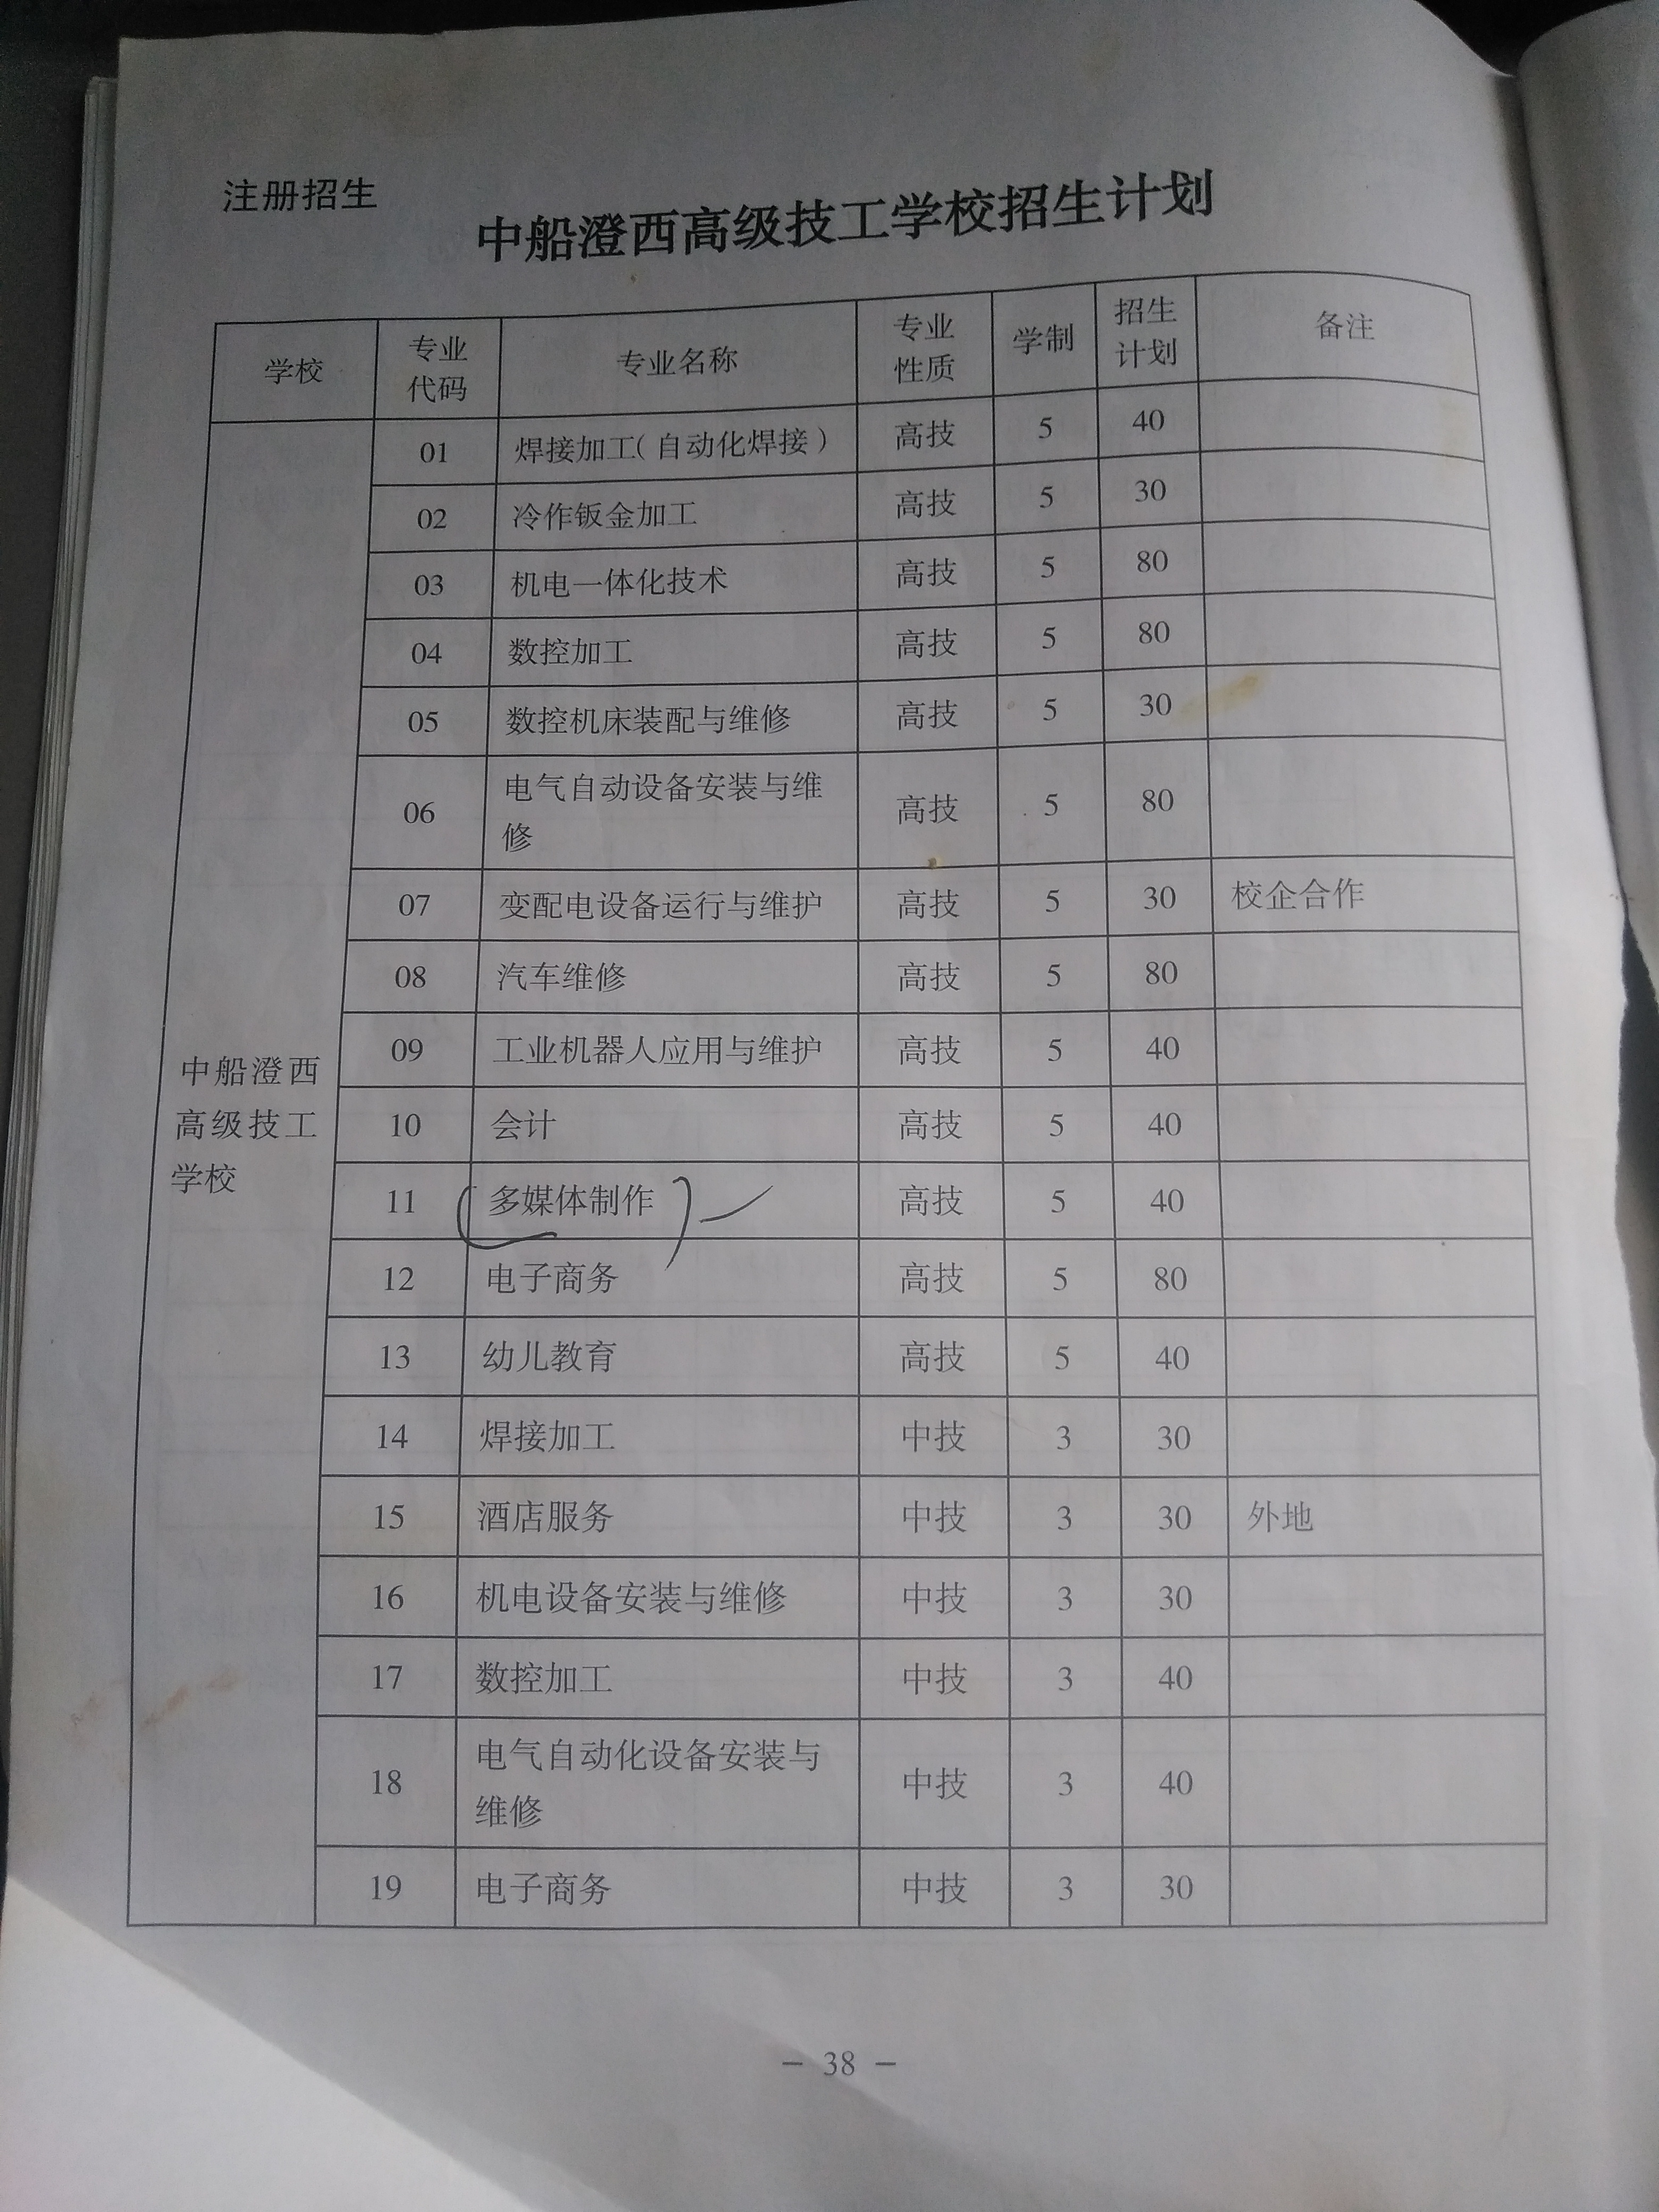 注册招生
中船澄西高级技工学校招生计划
学校 专业代码 专业名称 专业性质 学制 招生计划 备注
中船澄西高级技工学校
01 焊接加工（自动化焊接） 高技 5 40
02 冷作钣金加工 高技 5 30
03 机电一体化技术 高技 5 80
04 数控加工 高技 5 80
05 数控机床装配与维修 高技 5 30
06 电气自动设备安装与维修 高技 5 80
07 变配电设备运行与维护 高技 5 30 校企合作
08 汽车维修 高技 5 80
09 工业机器人应用与维护 高技 5 40
10 会计 高技 5 40
11 多媒体制作 高技 5 40
12 电子商务 高技 5 80
13 幼儿教育 高技 5 40
14 焊接加工 中技 3 30
15 酒店服务 中技 3 30 外地
16 机电设备安装与维修 中技 3 30
17 数控加工 中技 3 40
18 电气自动化设备安装与维修 中技 3 40
19 电子商务 中技 3 30
— 38 —